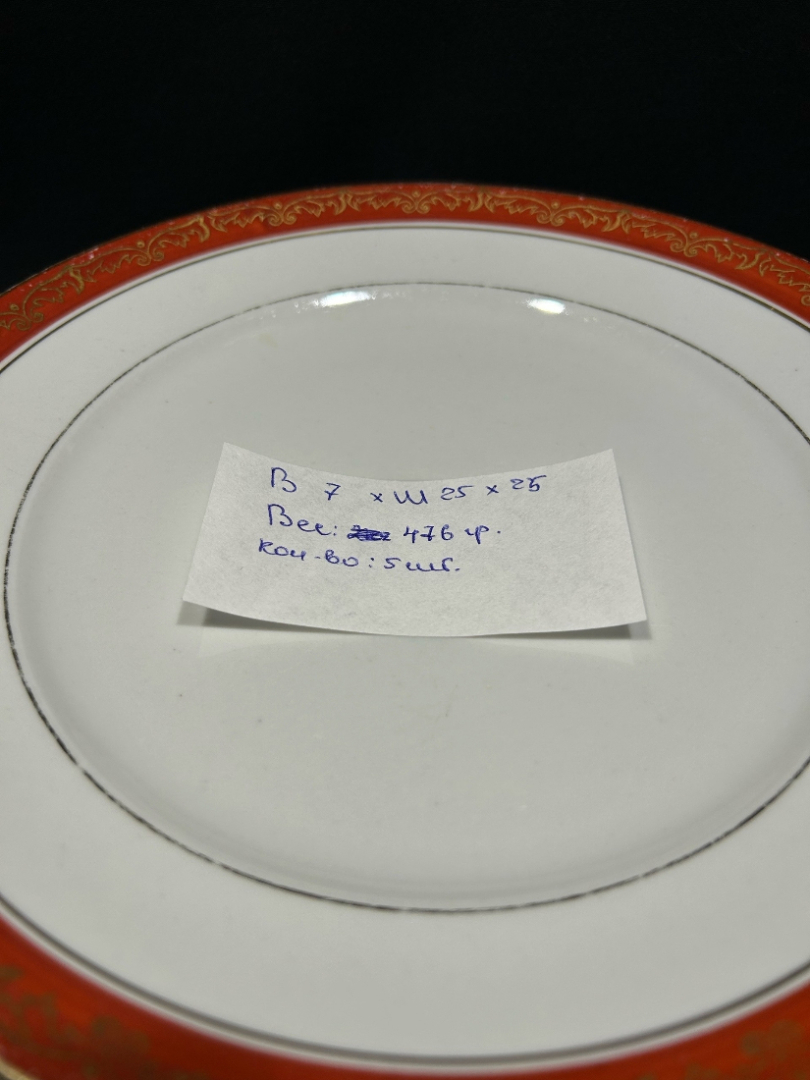 В 7 х Ш 25 х 25
Вес: 476 гр.
кол-во: 5 шт.